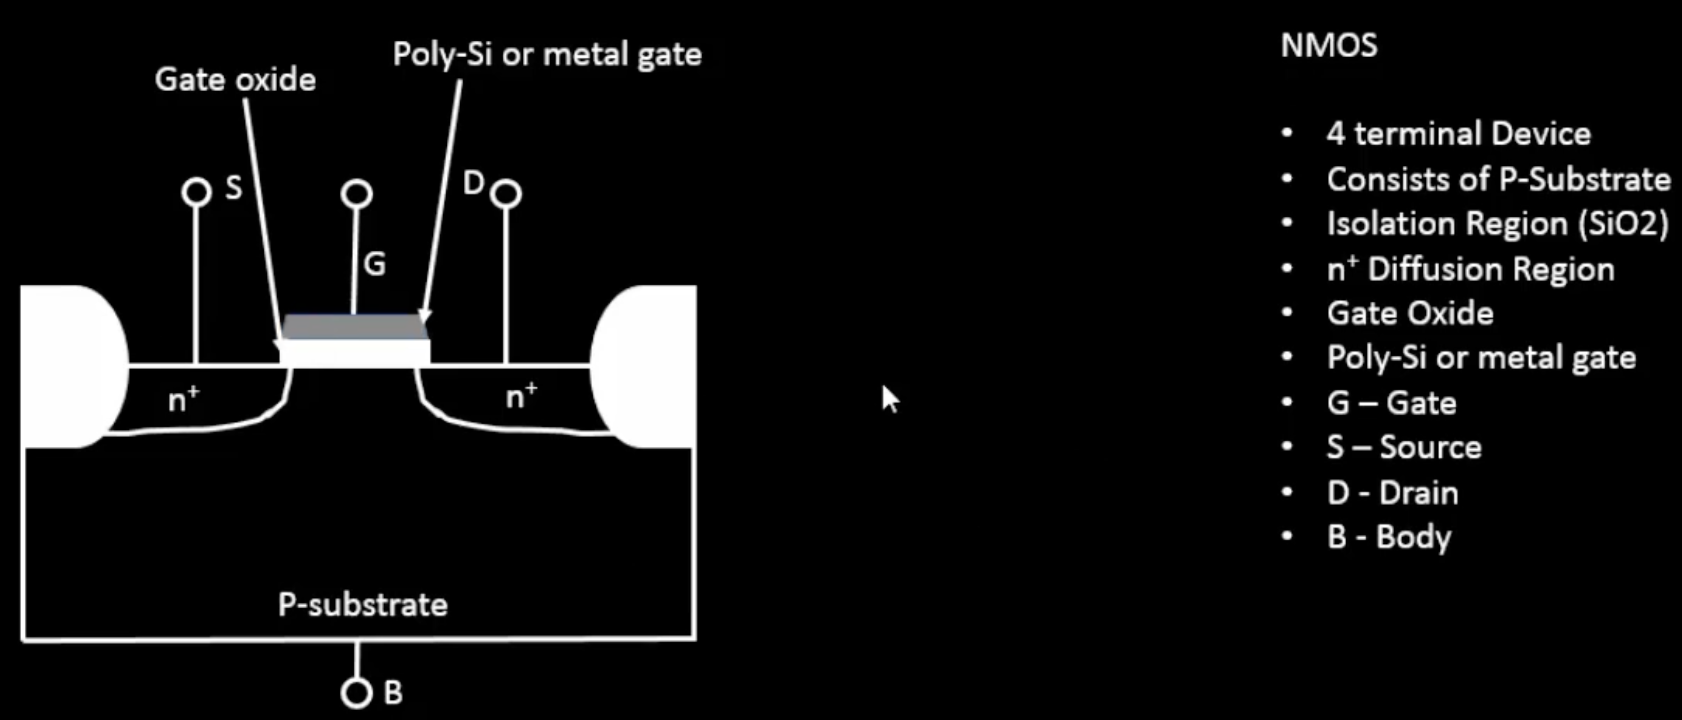 Poly-Si or metal gate
Gate oxide
S
D
G
n⁺
n⁺
P-substrate
B
NMOS
• 4 terminal Device
• Consists of P-Substrate
• Isolation Region (SiO2)
• n⁺ Diffusion Region
• Gate Oxide
• Poly-Si or metal gate
• G – Gate
• S – Source
• D - Drain
• B - Body